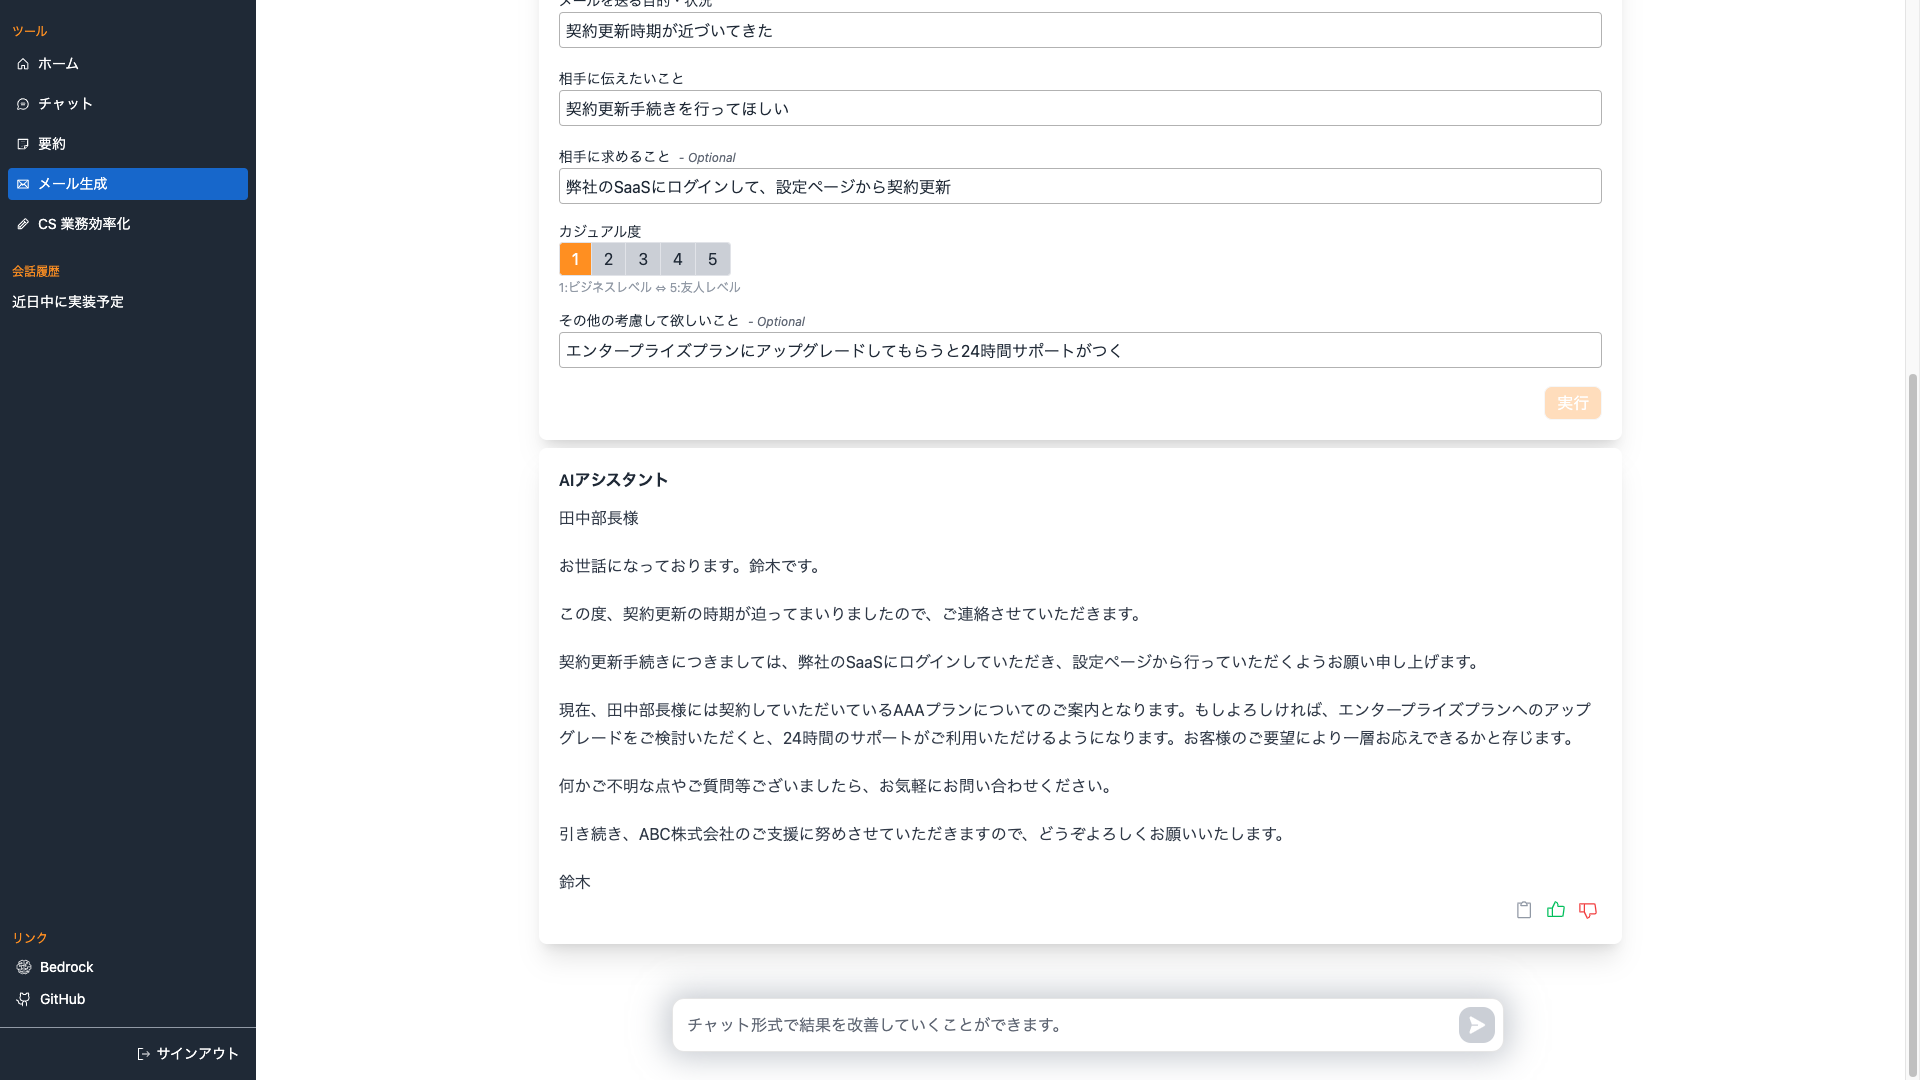 ツール
ホーム
チャット
要約
メール生成
CS 業務効率化
会話履歴
近日中に実装予定
リンク
Bedrock
GitHub
サインアウト
メールを送る目的・状況
契約更新時期が近づいてきた
相手に伝えたいこと
契約更新手続きを行ってほしい
相手に求めること - Optional
弊社のSaaSにログインして、設定ページから契約更新
カジュアル度
1 2 3 4 5
1:ビジネスレベル ⇔ 5:友人レベル
その他の考慮して欲しいこと - Optional
エンタープライズプランにアップグレードしてもらうと24時間サポートがつく
実行
AIアシスタント
田中部長様
お世話になっております。鈴木です。
この度、契約更新の時期が迫ってまいりましたので、ご連絡させていただきます。
契約更新手続きにつきましては、弊社のSaaSにログインしていただき、設定ページから行っていただくようお願い申し上げます。
現在、田中部長様には契約していただいているAAAプランについてのご案内となります。もしよろしければ、エンタープライズプランへのアップ
グレードをご検討いただくと、24時間のサポートがご利用いただけるようになります。お客様のご要望により一層お応えできるかと存じます。
何かご不明な点やご質問等ございましたら、お気軽にお問い合わせください。
引き続き、ABC株式会社のご支援に努めさせていただきますので、どうぞよろしくお願いいたします。
鈴木
チャット形式で結果を改善していくことができます。